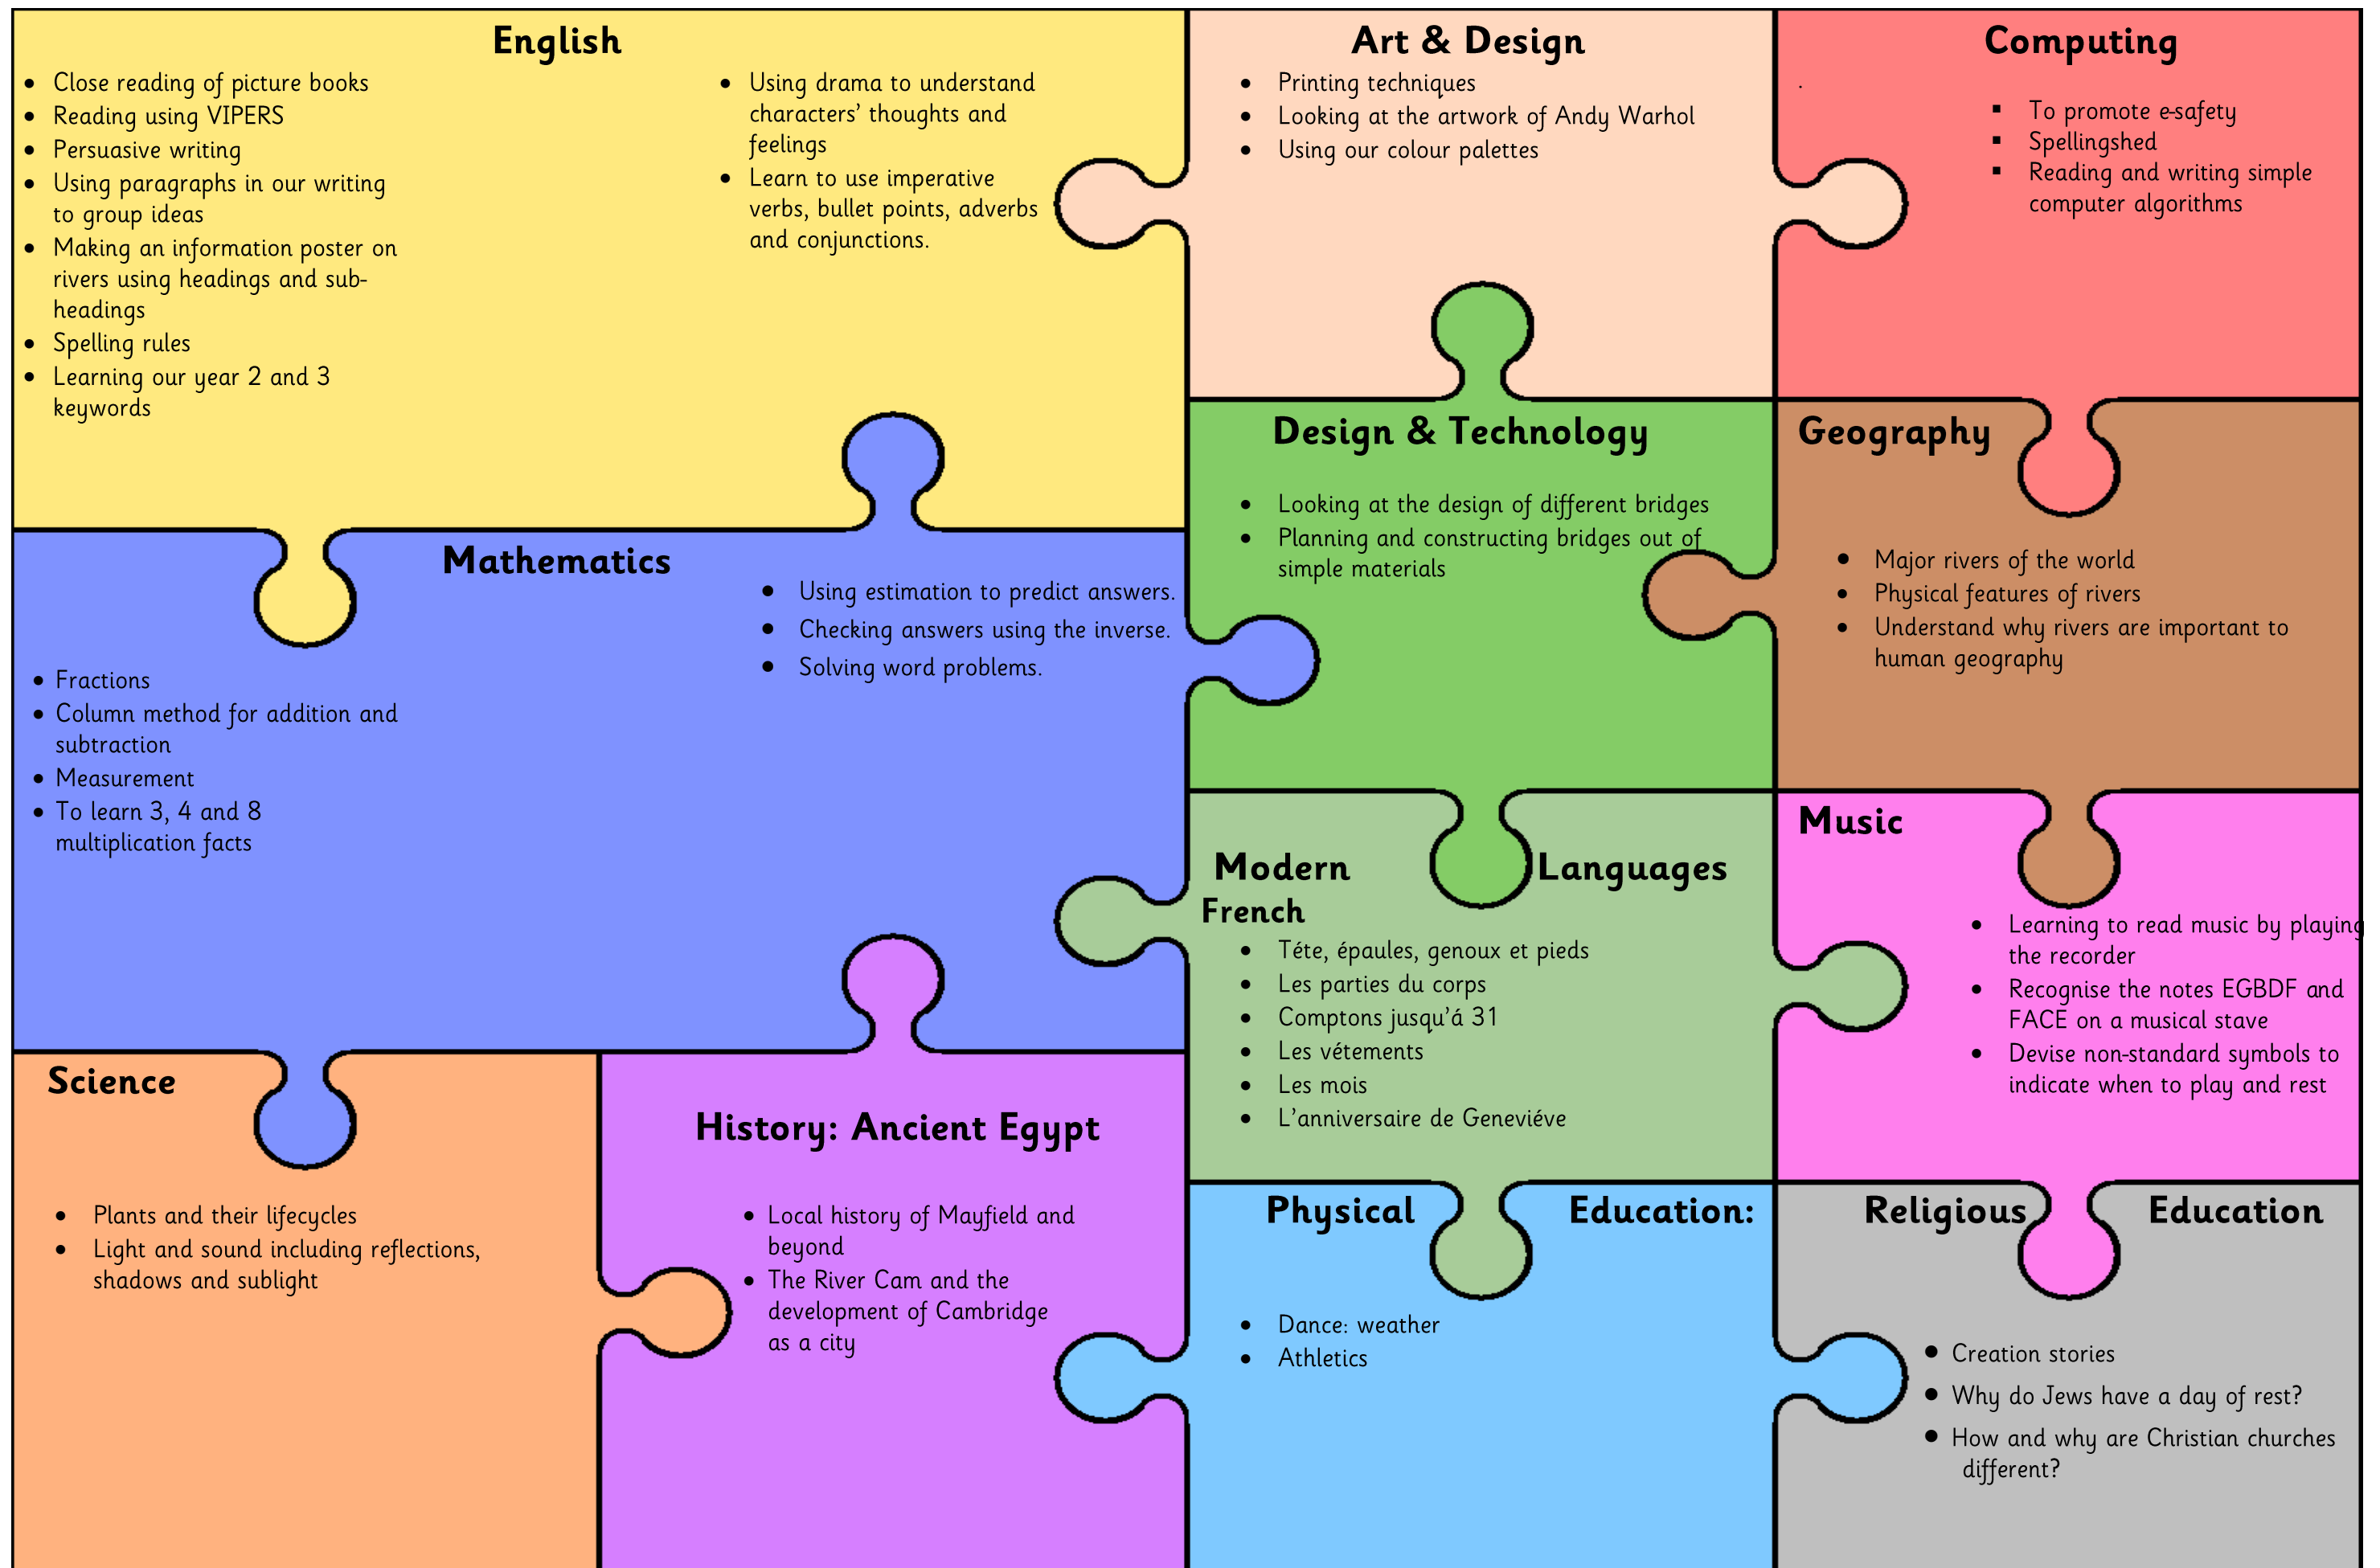 English
• Close reading of picture books
• Reading using VIPERS
• Persuasive writing
• Using paragraphs in our writing
to group ideas
• Making an information poster on
rivers using headings and sub-
headings
• Spelling rules
• Learning our year 2 and 3
keywords
• Using drama to understand
characters’ thoughts and
feelings
• Learn to use imperative
verbs, bullet points, adverbs
and conjunctions.
Art & Design
• Printing techniques
• Looking at the artwork of Andy Warhol
• Using our colour palettes
Computing
.
▪ To promote e-safety
▪ Spellingshed
▪ Reading and writing simple
computer algorithms
Mathematics
• Fractions
• Column method for addition and
subtraction
• Measurement
• To learn 3, 4 and 8
multiplication facts
• Using estimation to predict answers.
• Checking answers using the inverse.
• Solving word problems.
Design & Technology
• Looking at the design of different bridges
• Planning and constructing bridges out of
simple materials
Geography
• Major rivers of the world
• Physical features of rivers
• Understand why rivers are important to
human geography
Modern Languages
French
• Téte, épaules, genoux et pieds
• Les parties du corps
• Comptons jusqu’á 31
• Les vétements
• Les mois
• L’anniversaire de Geneviéve
Music
• Learning to read music by playing
the recorder
• Recognise the notes EGBDF and
FACE on a musical stave
• Devise non-standard symbols to
indicate when to play and rest
Science
• Plants and their lifecycles
• Light and sound including reflections,
shadows and sublight
History: Ancient Egypt
• Local history of Mayfield and
beyond
• The River Cam and the
development of Cambridge
as a city
Physical Education:
• Dance: weather
• Athletics
Religious Education
• Creation stories
• Why do Jews have a day of rest?
• How and why are Christian churches
different?